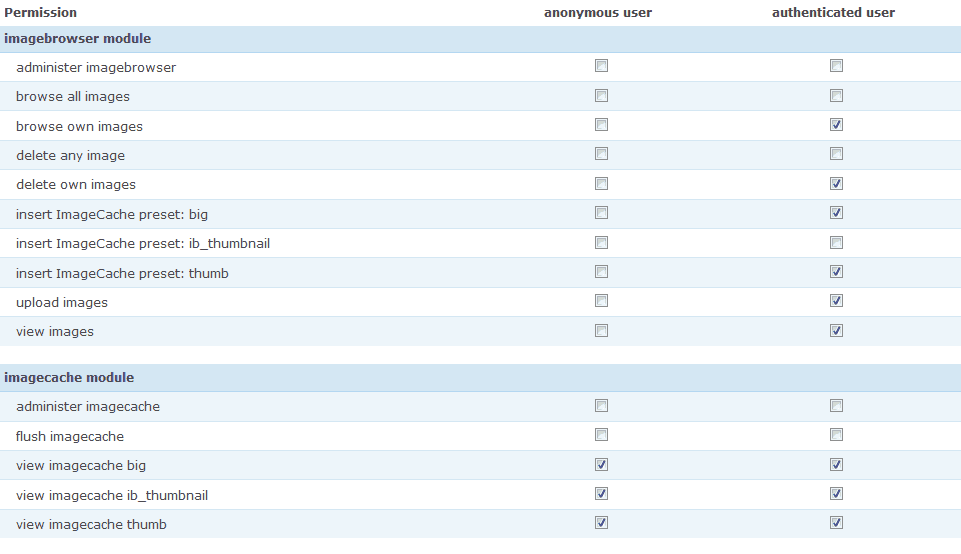 Permission anonymous user authenticated user
imagebrowser module
administer imagebrowser
browse all images
browse own images
delete any image
delete own images
insert ImageCache preset: big
insert ImageCache preset: ib_thumbnail
insert ImageCache preset: thumb
upload images
view images
imagecache module
administer imagecache
flush imagecache
view imagecache big
view imagecache ib_thumbnail
view imagecache thumb